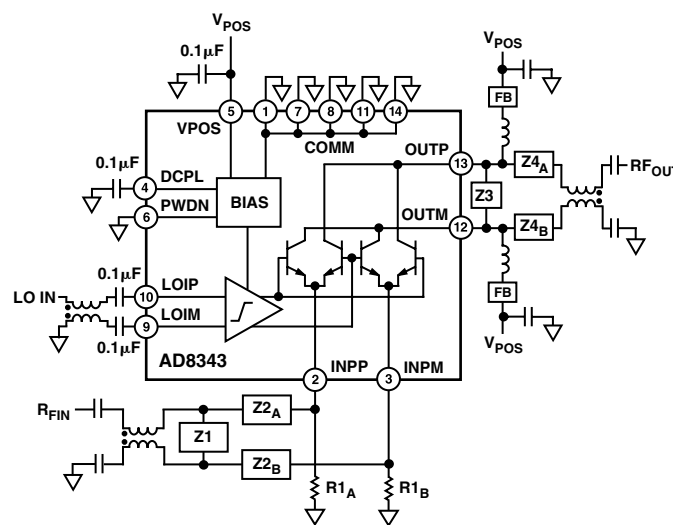 VPOS
0.1µF
VPOS
FB
5
1
7
8
11
14
VPOS
COMM
OUTP
13
Z4A
RFOUT
0.1µF
4
DCPL
BIAS
Z3
6
PWDN
OUTM
12
Z4B
0.1µF
LO IN
10
LOIP
FB
9
LOIM
0.1µF
VPOS
AD8343
INPP
INPM
2
3
RFIN
Z2A
Z1
Z2B
R1A
R1B